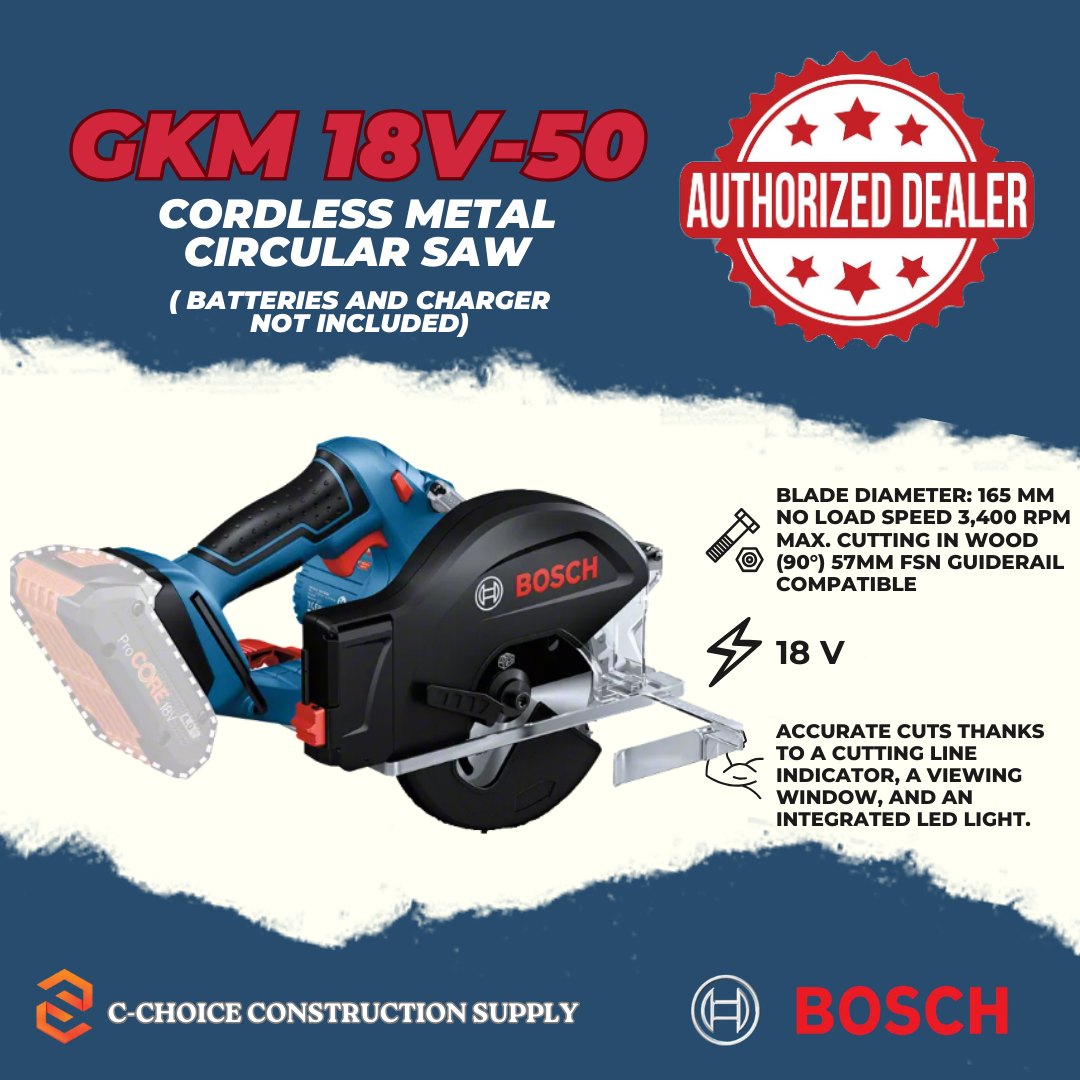 GKM 18V-50
CORDLESS METAL
CIRCULAR SAW
( BATTERIES AND CHARGER
NOT INCLUDED)
AUTHORIZED DEALER
BLADE DIAMETER: 165 MM
NO LOAD SPEED 3,400 RPM
MAX. CUTTING IN WOOD
(90°) 57MM FSN GUIDERAIL
COMPATIBLE
BOSCH
ProCORE18V
18 V
ACCURATE CUTS THANKS
TO A CUTTING LINE
INDICATOR, A VIEWING
WINDOW, AND AN
INTEGRATED LED LIGHT.
C-CHOICE CONSTRUCTION SUPPLY
BOSCH